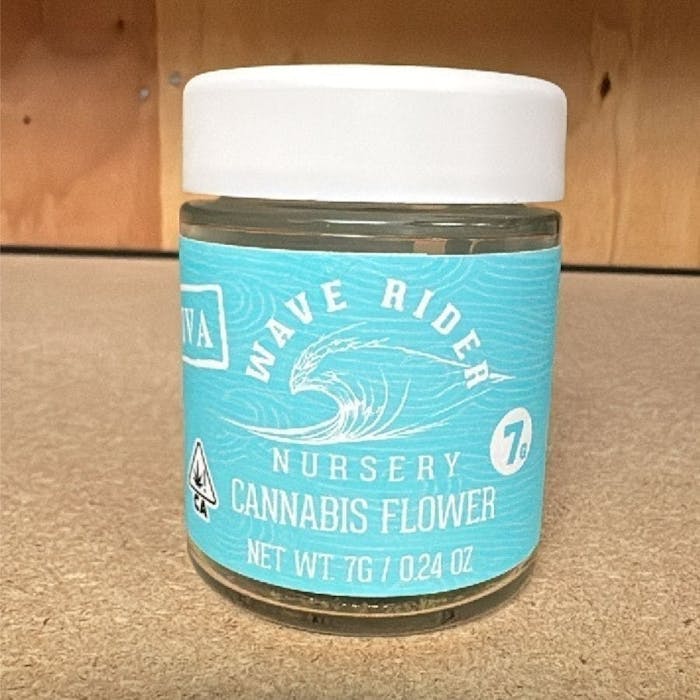 WAVE RIDER
NURSERY
7G
CA
CANNABIS FLOWER
NET WT. 7G / 0.24 OZ